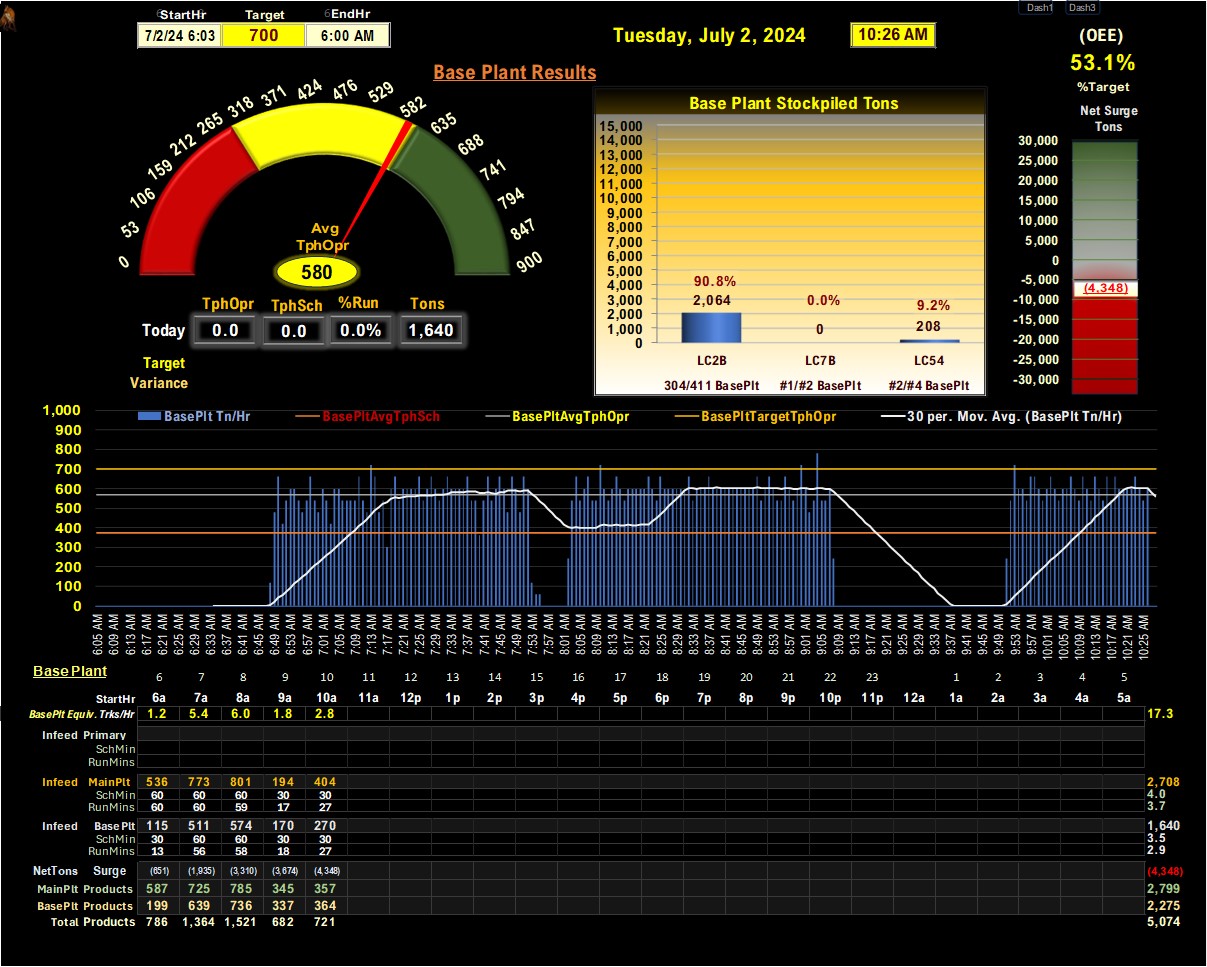 StartHr Target EndHr
7/2/24 6:03 700 6:00 AM
Tuesday, July 2, 2024 10:26 AM
Dash1 Dash3
(OEE)
53.1%
%Target
Base Plant Results
0 53 106 159 212 265 318 371 424 476 529 582 635 688 741 794 847 900
Avg
TphOpr
580
TphOpr TphSch %Run Tons
Today 0.0 0.0 0.0% 1,640
Target
Variance
Base Plant Stockpiled Tons
15,000
14,000
13,000
12,000
11,000
10,000
9,000
8,000
7,000
6,000
5,000
4,000
3,000
2,000
1,000
0
90.8% 0.0% 9.2%
2,064 0 208
LC2B LC7B LC54
304/411 BasePlt #1/#2 BasePlt #2/#4 BasePlt
Net Surge
Tons
30,000
25,000
20,000
15,000
10,000
5,000
0
-5,000
(4,348)
-10,000
-15,000
-20,000
-25,000
-30,000
BasePlt Tn/Hr BasePltAvgTphSch BasePltAvgTphOpr BasePltTargetTphOpr 30 per. Mov. Avg. (BasePlt Tn/Hr)
1,000
900
800
700
600
500
400
300
200
100
0
6:05 AM 6:09 AM 6:13 AM 6:17 AM 6:21 AM 6:25 AM 6:29 AM 6:33 AM 6:37 AM 6:41 AM 6:45 AM 6:49 AM 6:53 AM 6:57 AM 7:01 AM 7:05 AM 7:09 AM 7:13 AM 7:17 AM 7:21 AM 7:25 AM 7:29 AM 7:33 AM 7:37 AM 7:41 AM 7:45 AM 7:49 AM 7:53 AM 7:57 AM 8:01 AM 8:05 AM 8:09 AM 8:13 AM 8:17 AM 8:21 AM 8:25 AM 8:29 AM 8:33 AM 8:37 AM 8:41 AM 8:45 AM 8:49 AM 8:53 AM 8:57 AM 9:01 AM 9:05 AM 9:09 AM 9:13 AM 9:17 AM 9:21 AM 9:25 AM 9:29 AM 9:33 AM 9:37 AM 9:41 AM 9:45 AM 9:49 AM 9:53 AM 9:57 AM 10:01 AM 10:05 AM 10:09 AM 10:13 AM 10:17 AM 10:21 AM 10:25 AM
Base Plant 6 7 8 9 10 11 12 13 14 15 16 17 18 19 20 21 22 23 1 2 3 4 5
StartHr 6a 7a 8a 9a 10a 11a 12p 1p 2p 3p 4p 5p 6p 7p 8p 9p 10p 11p 12a 1a 2a 3a 4a 5a
BasePlt Equiv. Trks/Hr 1.2 5.4 6.0 1.8 2.8 17.3
Infeed Primary
SchMin
RunMins
Infeed MainPlt 536 773 801 194 404 2,708
SchMin 60 60 60 30 30 4.0
RunMins 60 60 59 17 27 3.7
Infeed BasePlt 115 511 574 170 270 1,640
SchMin 30 60 60 30 30 3.5
RunMins 13 56 58 18 27 2.9
NetTons Surge (651) (1,935) (3,310) (3,674) (4,348) (4,348)
MainPlt Products 587 725 785 345 357 2,799
BasePlt Products 199 639 736 337 364 2,275
Total Products 786 1,364 1,521 682 721 5,074